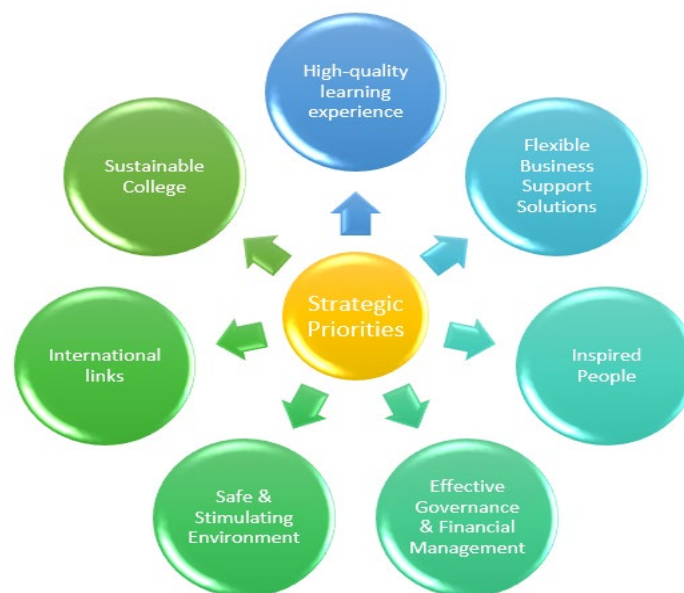 High-quality
learning
experience
Flexible
Business
Support
Solutions
Inspired
People
Effective
Governance
& Financial
Management
Safe &
Stimulating
Environment
International
links
Sustainable
College
Strategic
Priorities